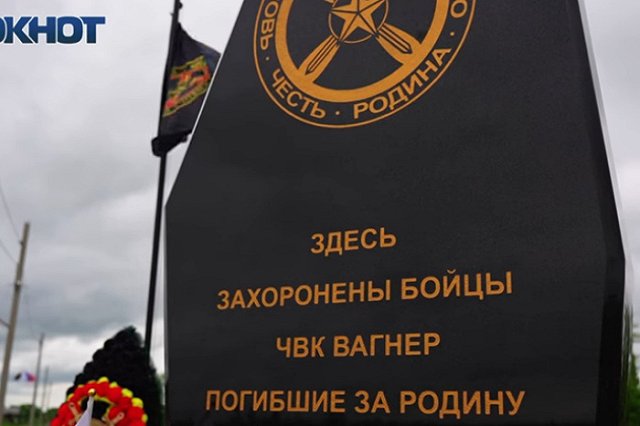 ОКНОТ
ОВЬ · ЧЕСТЬ · РОДИНА · О
ЗДЕСЬ
ЗАХОРОНЕНЫ БОЙЦЫ
ЧВК ВАГНЕР
ПОГИБШИЕ ЗА РОДИНУ